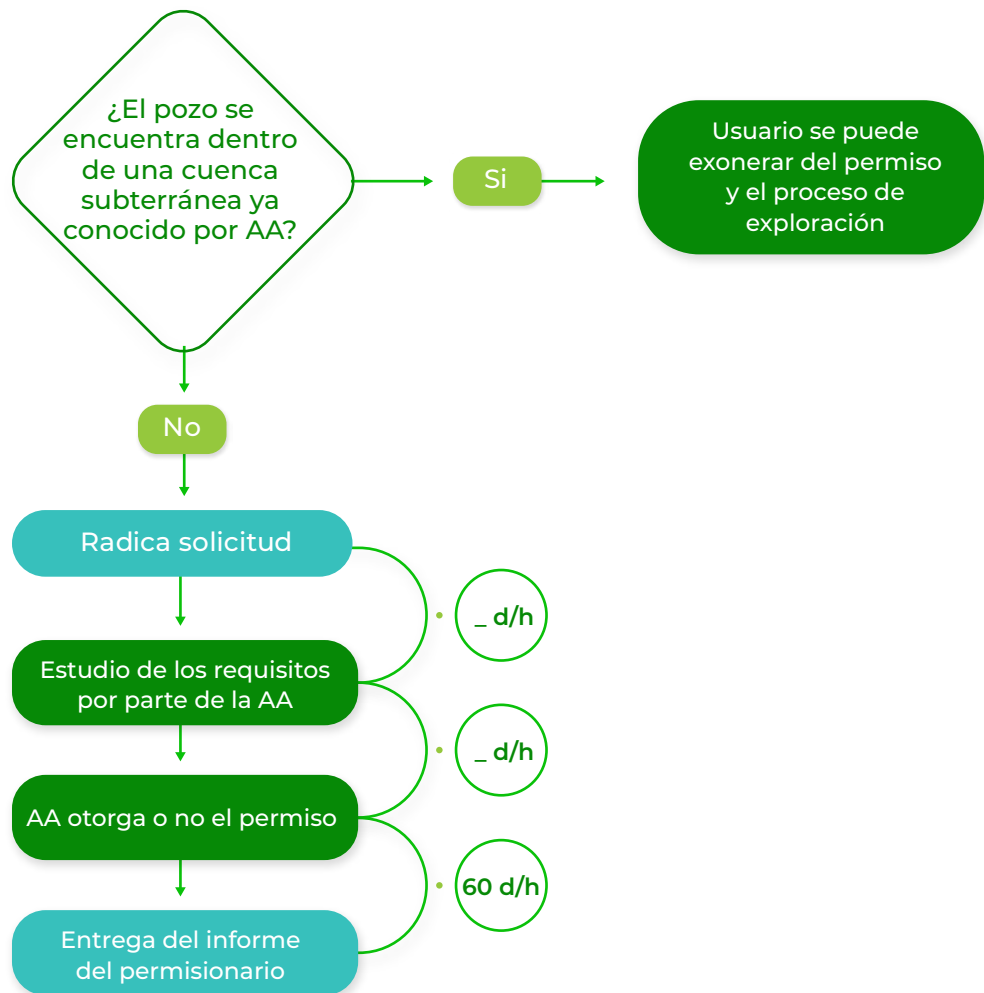 ¿El pozo se
encuentra dentro
de una cuenca
subterránea ya
conocido por AA?
Si
Usuario se puede
exonerar del permiso
y el proceso de
exploración
No
Radica solicitud
_ d/h
Estudio de los requisitos
por parte de la AA
_ d/h
AA otorga o no el permiso
60 d/h
Entrega del informe
del permisionario